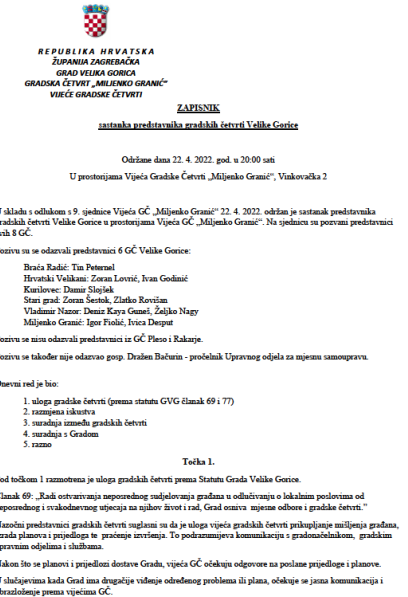 REPUBLIKA HRVATSKA
ŽUPANIJA ZAGREBAČKA
GRAD VELIKA GORICA
GRADSKA ČETVRT „MILJENKO GRANIĆ“
VIJEĆE GRADSKE ČETVRTI
ZAPISNIK
sastanka predstavnika gradskih četvrti Velike Gorice
Održane dana 22. 4. 2022. god. u 20:00 sati
U prostorijama Vijeća Gradske Četvrti „Miljenko Granić“, Vinkovačka 2
U skladu s odlukom s 9. sjednice Vijeća GČ „Miljenko Granić“ 22. 4. 2022. održan je sastanak predstavnika
gradskih četvrti Velike Gorice u prostorijama Vijeća GČ „Miljenko Granić“. Na sjednicu su pozvani predstavnici
svih 8 GČ.
Pozivu su se odazvali predstavnici 6 GČ Velike Gorice:
Braća Radić: Tin Peternel
Hrvatski Velikani: Zoran Lovrić, Ivan Godinić
Kurilovec: Damir Slojšek
Stari grad: Zoran Šestok, Zlatko Rovišan
Vladimir Nazor: Deniz Kaya Guneš, Željko Nagy
Miljenko Granić: Igor Fiolić, Ivica Desput
Pozivu se nisu odazvali predstavnici iz GČ Pleso i Rakarje.
Pozivu se također nije odazvao gosp. Dražen Bačurin - pročelnik Upravnog odjela za mjesnu samoupravu.
Dnevni red je bio:
1. uloga gradske četvrti (prema statutu GVG članak 69 i 77)
2. razmjena iskustva
3. suradnja između gradskih četvrti
4. suradnja s Gradom
5. razno
Točka 1.
Pod točkom 1 razmotrena je uloga gradskih četvrti prema Statutu Grada Velike Gorice.
Članak 69: „Radi ostvarivanja neposrednog sudjelovanja građana u odlučivanju o lokalnim poslovima od
neposrednog i svakodnevnog utjecaja na njihov život i rad, Grad osniva mjesne odbore i gradske četvrti.”
Nazočni predstavnici gradskih četvrti suglasni su da je uloga vijeća gradskih četvrti prikupljanje mišljenja građana,
izrada planova i prijedloga te praćenje izvršenja. To podrazumijeva komunikaciju s gradonačelnikom, gradskim
upravnim odjelima i službama.
Nakon što se planovi i prijedlozi dostave Gradu, vijeća GČ očekuju odgovore na poslane prijedloge i planove.
U slučajevima kada Grad ima drugačije viđenje određenog problema ili plana, očekuje se jasna komunikacija i
obrazloženje prema vijećima GČ.